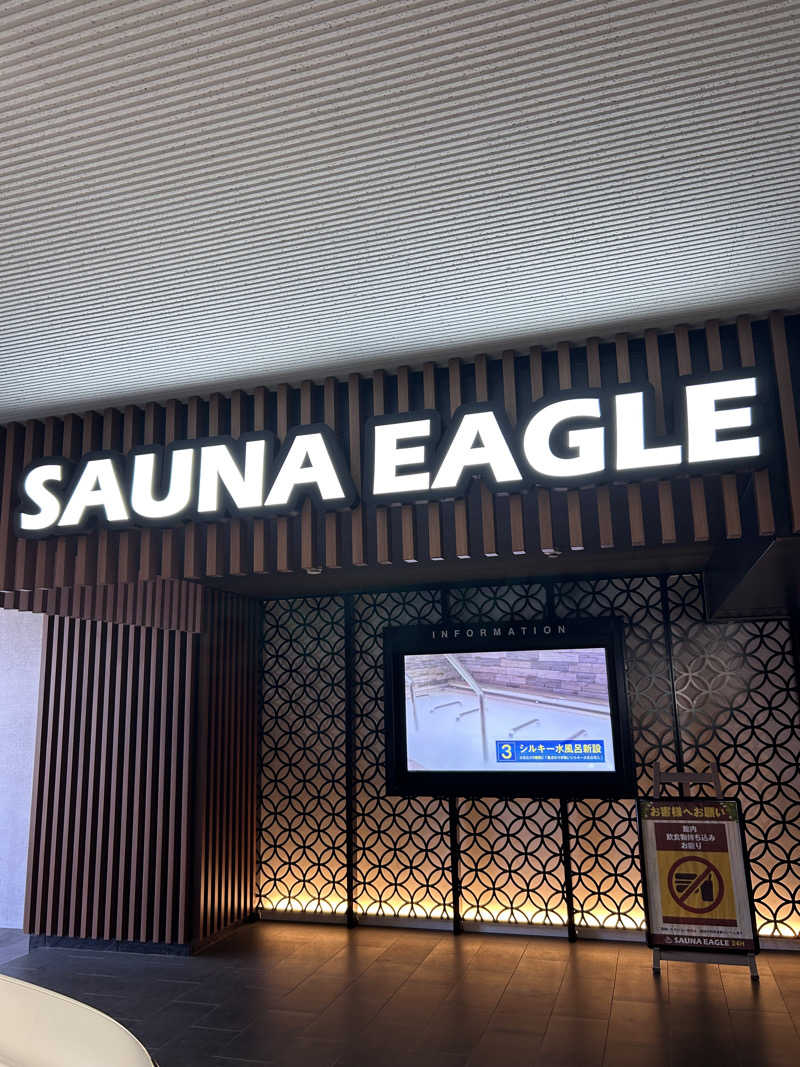 SAUNA EAGLE
INFORMATION
3 シルキー水風呂新設
お客様へお願い
館内
飲食物持ち込み
お断り
SAUNA EAGLE 24H